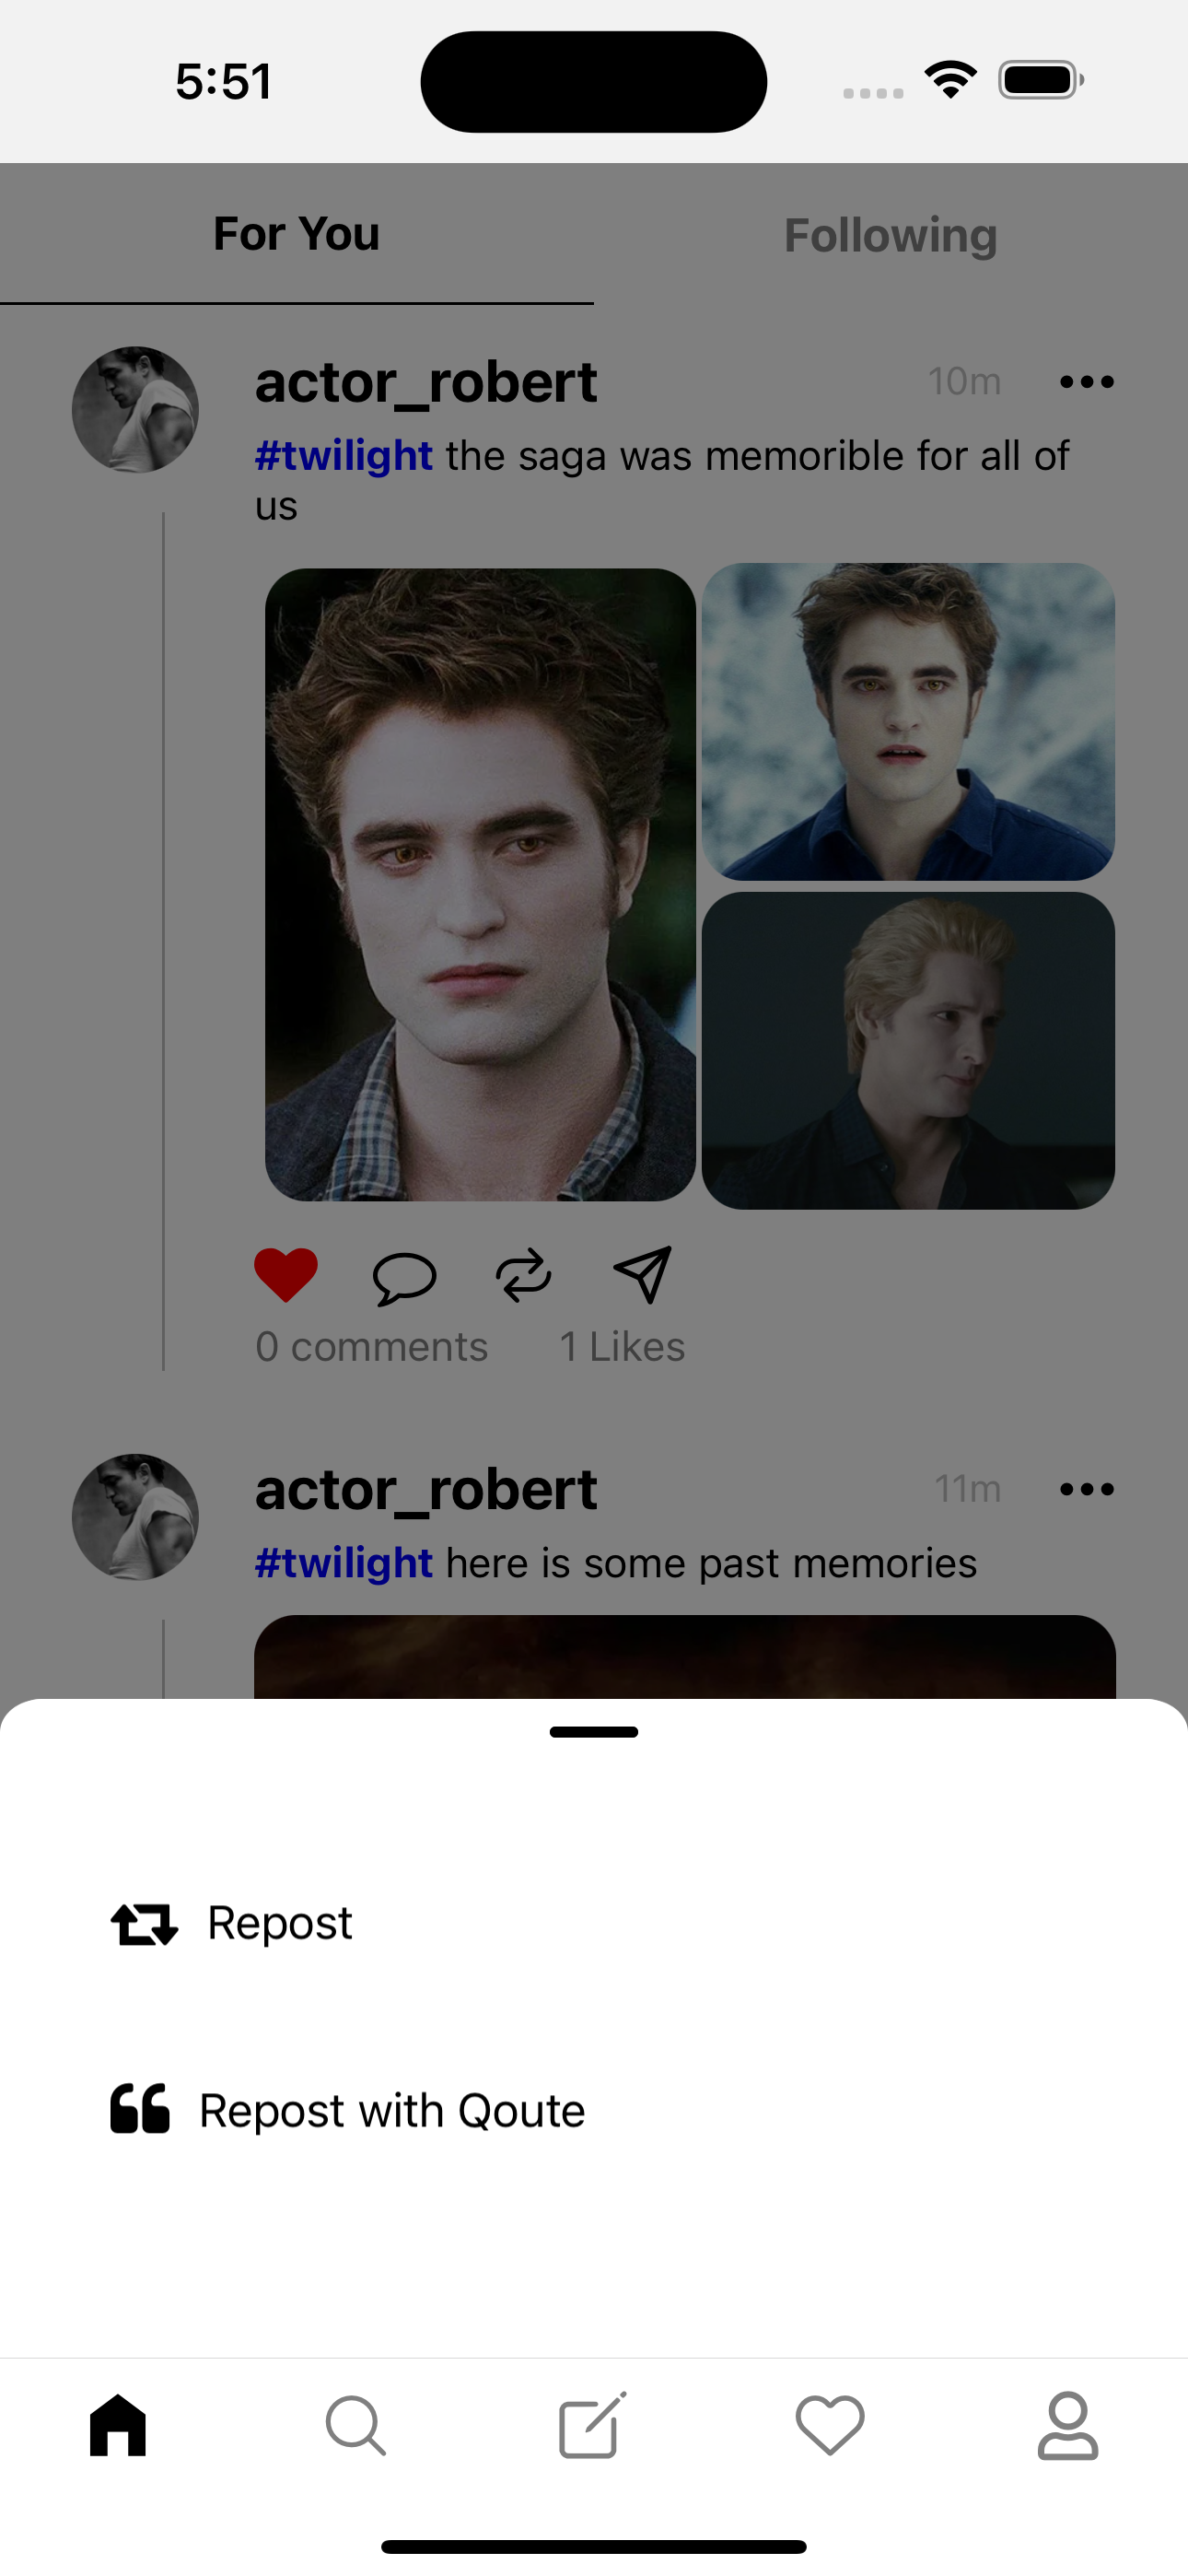 5:51
For You
Following
actor_robert
10m
#twilight the saga was memorible for all of
us
0 comments
1 Likes
actor_robert
11m
#twilight here is some past memories
Repost
Repost with Qoute